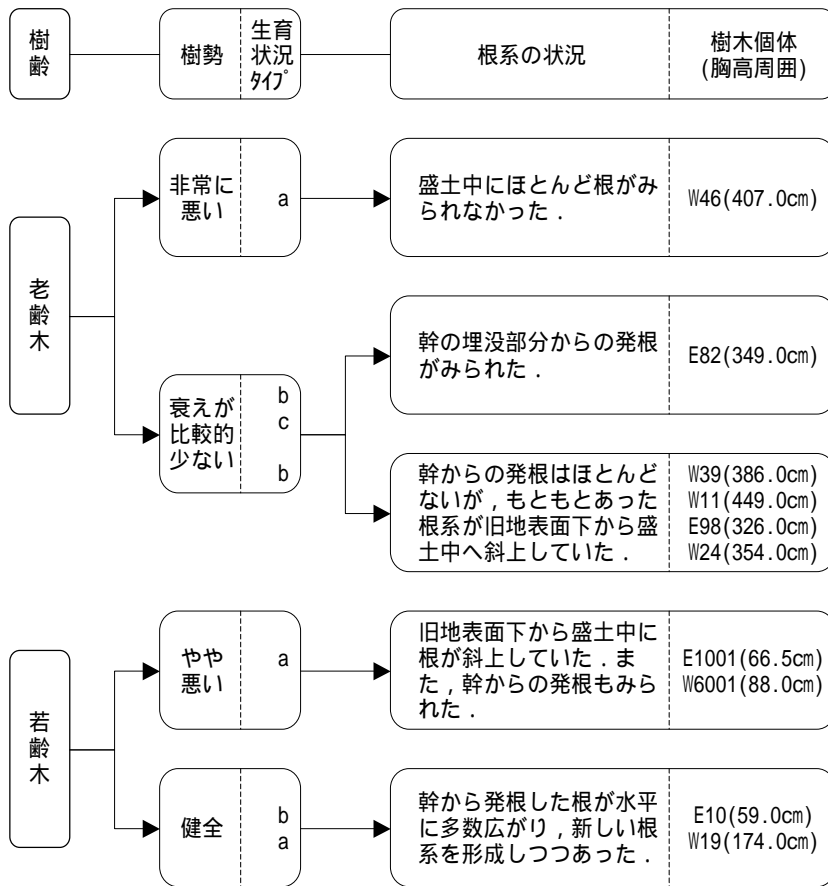 樹
齢
樹勢
生育
状況
ﾀｲﾌﾟ
根系の状況
樹木個体
(胸高周囲)
老
齢
木
非常に
悪い
a
盛土中にほとんど根がみ
られなかった．
W46(407.0cm)
衰えが
比較的
少ない
b
c
b
幹の埋没部分からの発根
がみられた．
E82(349.0cm)
幹からの発根はほとんど
ないが，もともとあった
根系が旧地表面下から盛
土中へ斜上していた．
W39(386.0cm)
W11(449.0cm)
E98(326.0cm)
W24(354.0cm)
若
齢
木
やや
悪い
a
旧地表面下から盛土中に
根が斜上していた．ま
た，幹からの発根もみら
れた．
E1001(66.5cm)
W6001(88.0cm)
健全
b
a
幹から発根した根が水平
に多数広がり，新しい根
系を形成しつつあった．
E10(59.0cm)
W19(174.0cm)